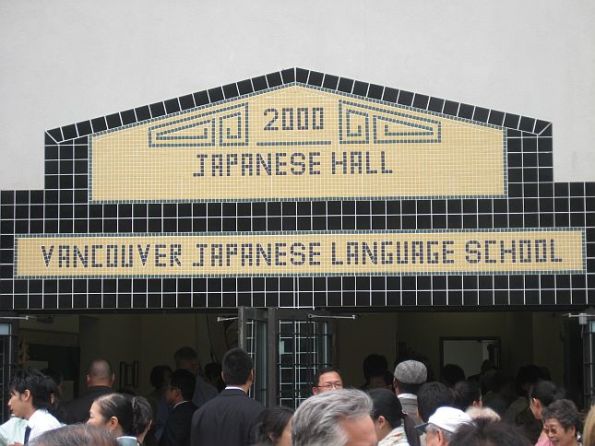 2000
JAPANESE HALL
VANCOUVER JAPANESE LANGUAGE SCHOOL